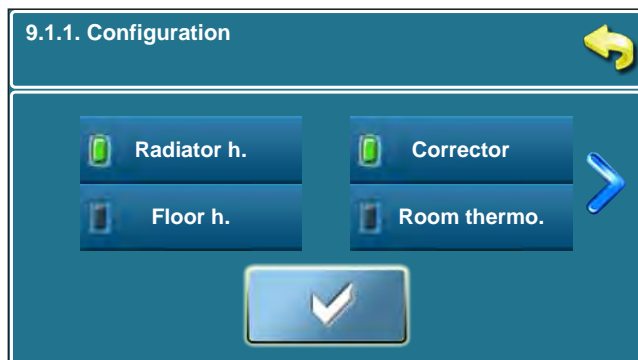 9.1.1. Configuration
Radiator h.
Corrector
Floor h.
Room thermo.